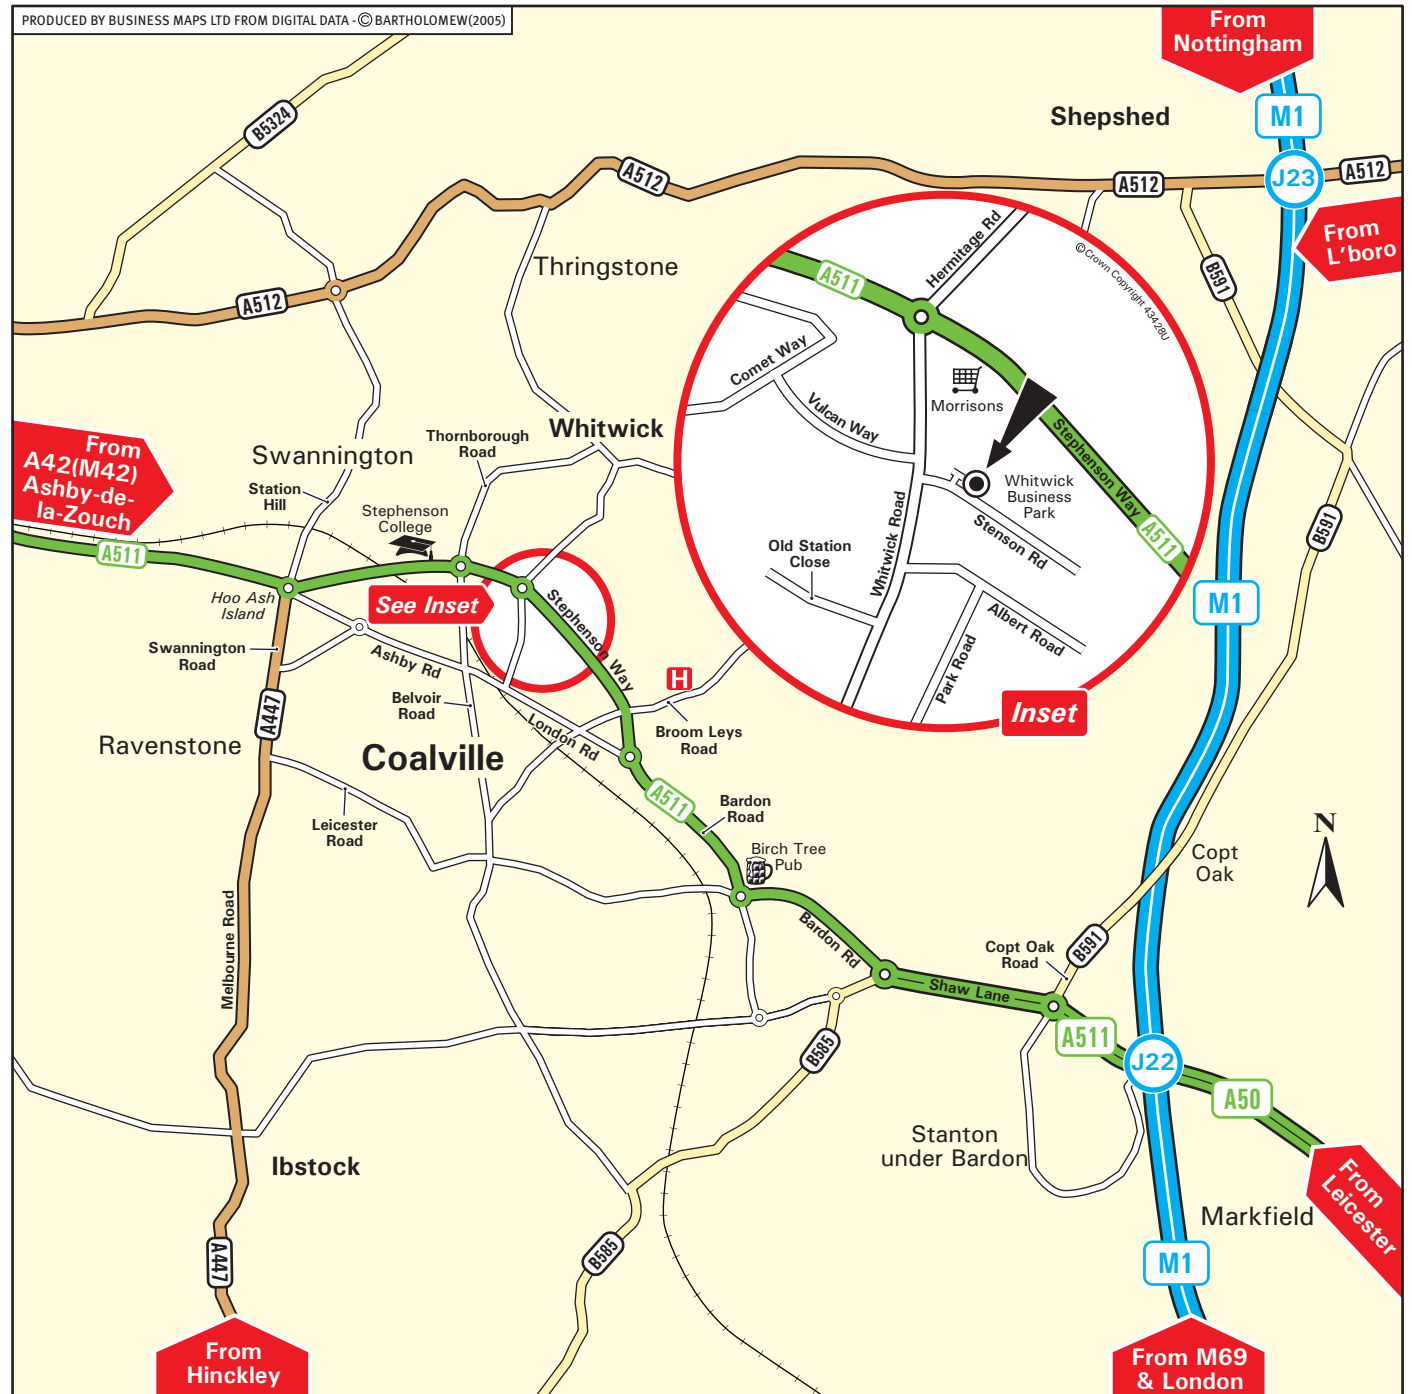 PRODUCED BY BUSINESS MAPS LTD FROM DIGITAL DATA - © BARTHOLOMEW(2005)
From
Nottingham
M1
Shepshed
B5324
A512
A512
J23
A512
From
L'boro
Thringstone
A512
B591
Hermitage Rd
©Crown Copyright 43428U
A511
Comet Way
Vulcan Way
Morrisons
Stephenson Way
A511
Whitwick
Business
Park
Stenson Rd
Whitwick Road
Old Station
Close
Albert Road
Park Road
Inset
From
A42(M42)
Ashby-de-
la-Zouch
A511
Swannington
Station
Hill
Thornborough
Road
Whitwick
Stephenson
College
Hoo Ash
Island
See Inset
Stephenson Way
Swannington
Road
Ashby Rd
Belvoir
Road
H
Broom Leys
Road
London Rd
A447
Ravenstone
Coalville
Leicester
Road
A511
Bardon
Road
Birch Tree
Pub
M1
B591
N
Copt
Oak
Melbourne Road
Bardon Rd
Copt Oak
Road
B591
Shaw Lane
A511
J22
A50
B585
Stanton
under Bardon
Ibstock
Markfield
From
Leicester
A447
B585
M1
From
Hinckley
From M69
& London